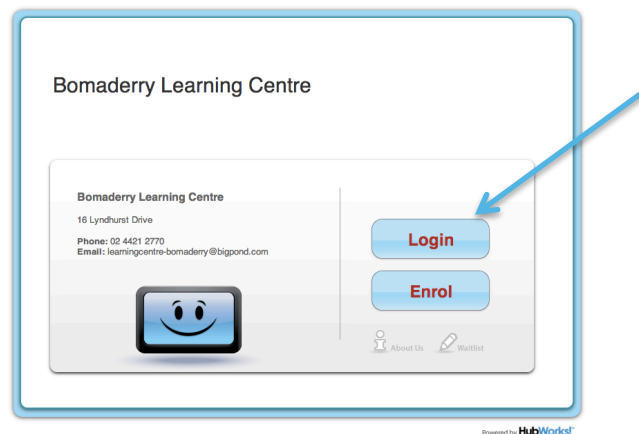 Bomaderry Learning Centre
Bomaderry Learning Centre
16 Lyndhurst Drive
Phone: 02 4421 2770
Email: learningcentre-bomaderry@bigpond.com
Login
Enrol
About Us
Waitlist
Powered by HubWorks!